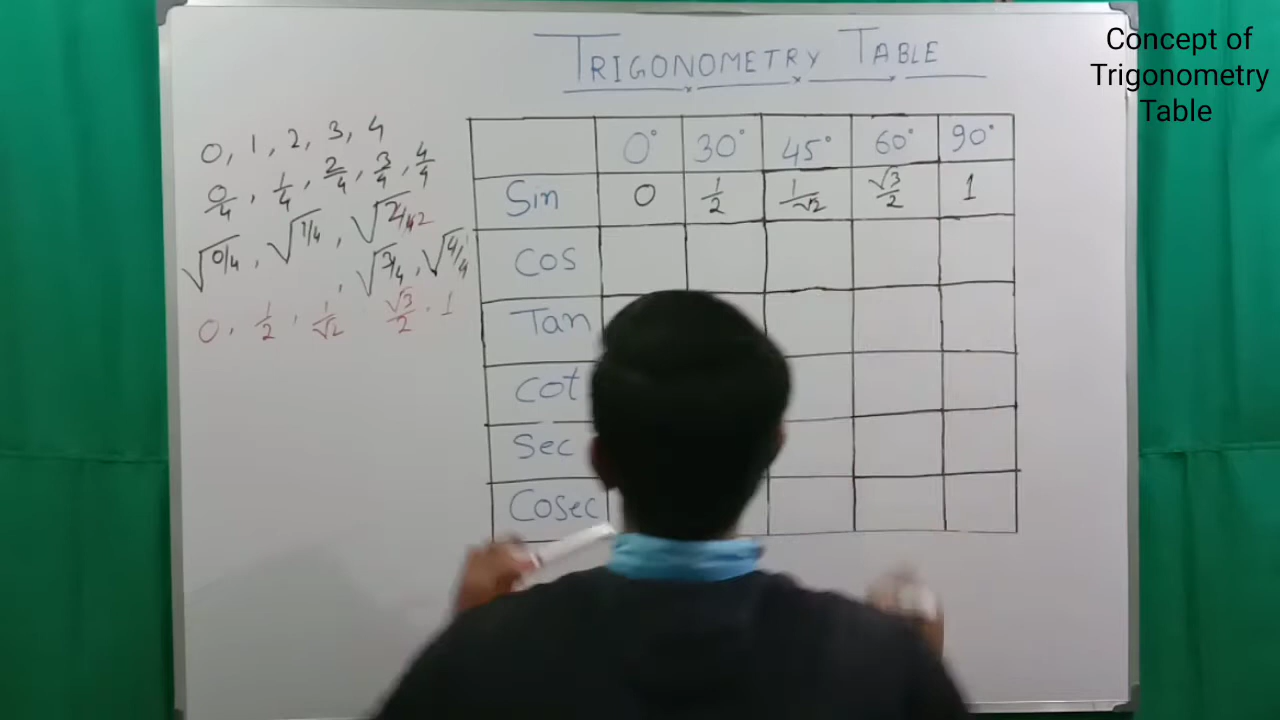 Concept of
Trigonometry
Table
TRIGONOMETRY TABLE
0, 1, 2, 3, 4
0/4, 1/4, 2/4, 3/4, 4/4
√0/4, √1/4, √2/4 2
, √3/4, √4/4
0, 1/2, 1/√2 √3/2 . 1
0° 30° 45° 60° 90°
Sin 0 1/2 1/√2 √3/2 1
Cos
Tan
Cot
Sec
Cosec